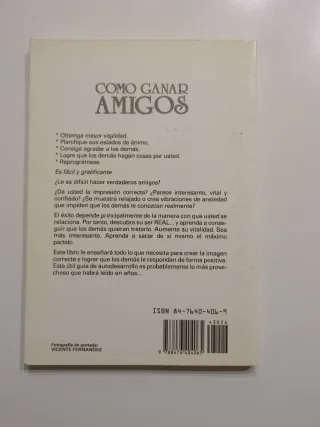 COMO GANAR
AMIGOS
* Obtenga mayor vitalidad.
* Planifique sus estados de ánimo.
* Consiga agradar a los demás.
* Logre que los demás hagan cosas por usted.
* Reprográmese.
Es fácil y gratificante
¿Le es difícil hacer verdaderos amigos?
¿Da usted la impresión correcta? ¿Parece interesante, vital y
confiado? ¿Se muestra relajado o crea vibraciones de ansiedad
que impiden que los demás le conozcan realmente?
El éxito depende principalmente de la manera con que usted se
relaciona. Por tanto, descubra su ser REAL... y aprenda a conse-
guir que los demás quieran tratarlo. Aumente su vitalidad. Sea
más interesante. Aprenda a sacar de sí mismo el máximo
partido.
Este libro le enseñará todo lo que necesita para crear la imagen
correcta y lograr que los demás le respondan de forma positiva.
Esta útil guía de autodesarrollo es probablemente lo más prove-
choso que habrá leído en años...
ISBN 84-7640-406-9
9 788476 404065
Fotografía de portada:
VICENTE FERNANDEZ